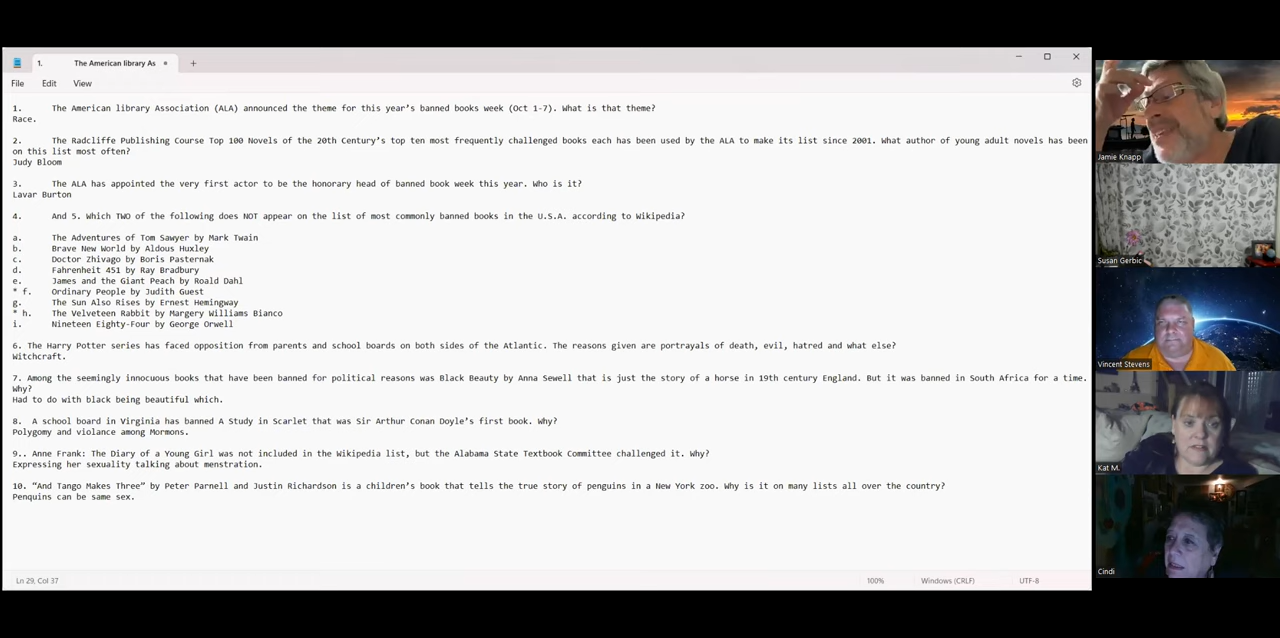 1. The American library As
File Edit View
1. The American library Association (ALA) announced the theme for this year's banned books week (Oct 1-7). What is that theme?
Race.
2. The Radcliffe Publishing Course Top 100 Novels of the 20th Century's top ten most frequently challenged books each has been used by the ALA to make its list since 2001. What author of young adult novels has been
on this list most often?
Judy Bloom
3. The ALA has appointed the very first actor to be the honorary head of banned book week this year. Who is it?
Lavar Burton
4. And 5. Which TWO of the following does NOT appear on the list of most commonly banned books in the U.S.A. according to Wikipedia?
a. The Adventures of Tom Sawyer by Mark Twain
b. Brave New World by Aldous Huxley
c. Doctor Zhivago by Boris Pasternak
d. Fahrenheit 451 by Ray Bradbury
e. James and the Giant Peach by Roald Dahl
* f. Ordinary People by Judith Guest
g. The Sun Also Rises by Ernest Hemingway
* h. The Velveteen Rabbit by Margery Williams Bianco
i. Nineteen Eighty-Four by George Orwell
6. The Harry Potter series has faced opposition from parents and school boards on both sides of the Atlantic. The reasons given are portrayals of death, evil, hatred and what else?
Witchcraft.
7. Among the seemingly innocuous books that have been banned for political reasons was Black Beauty by Anna Sewell that is just the story of a horse in 19th century England. But it was banned in South Africa for a time.
Why?
Had to do with black being beautiful which.
8. A school board in Virginia has banned A Study in Scarlet that was Sir Arthur Conan Doyle's first book. Why?
Polygomy and violance among Mormons.
9.. Anne Frank: The Diary of a Young Girl was not included in the Wikipedia list, but the Alabama State Textbook Committee challenged it. Why?
Expressing her sexuality talking about menstration.
10. “And Tango Makes Three” by Peter Parnell and Justin Richardson is a children's book that tells the true story of penguins in a New York zoo. Why is it on many lists all over the country?
Penquins can be same sex.
Ln 29, Col 37 100% Windows (CRLF) UTF-8
Jamie Knapp
Susan Gerbic
Vincent Stevens
Kat M.
Cindi